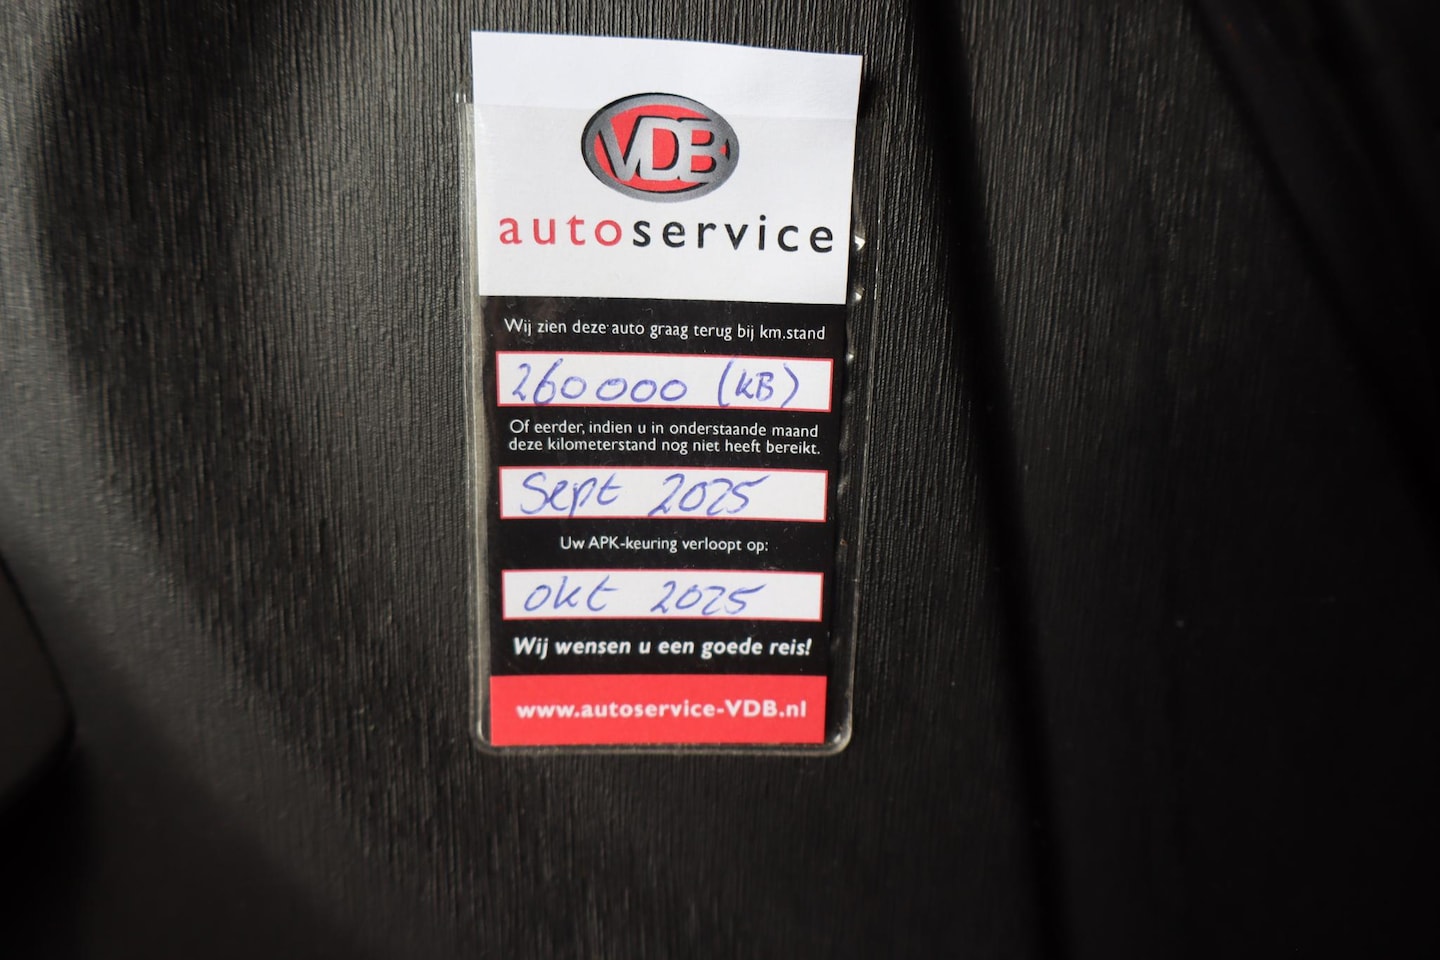 VDB
autoservice
Wij zien deze auto graag terug bij km.stand
260000 (KB)
Of eerder, indien u in onderstaande maand
deze kilometerstand nog niet heeft bereikt.
Sept 2025
Uw APK-keuring verloopt op:
okt 2025
Wij wensen u een goede reis!
www.autoservice-VDB.nl